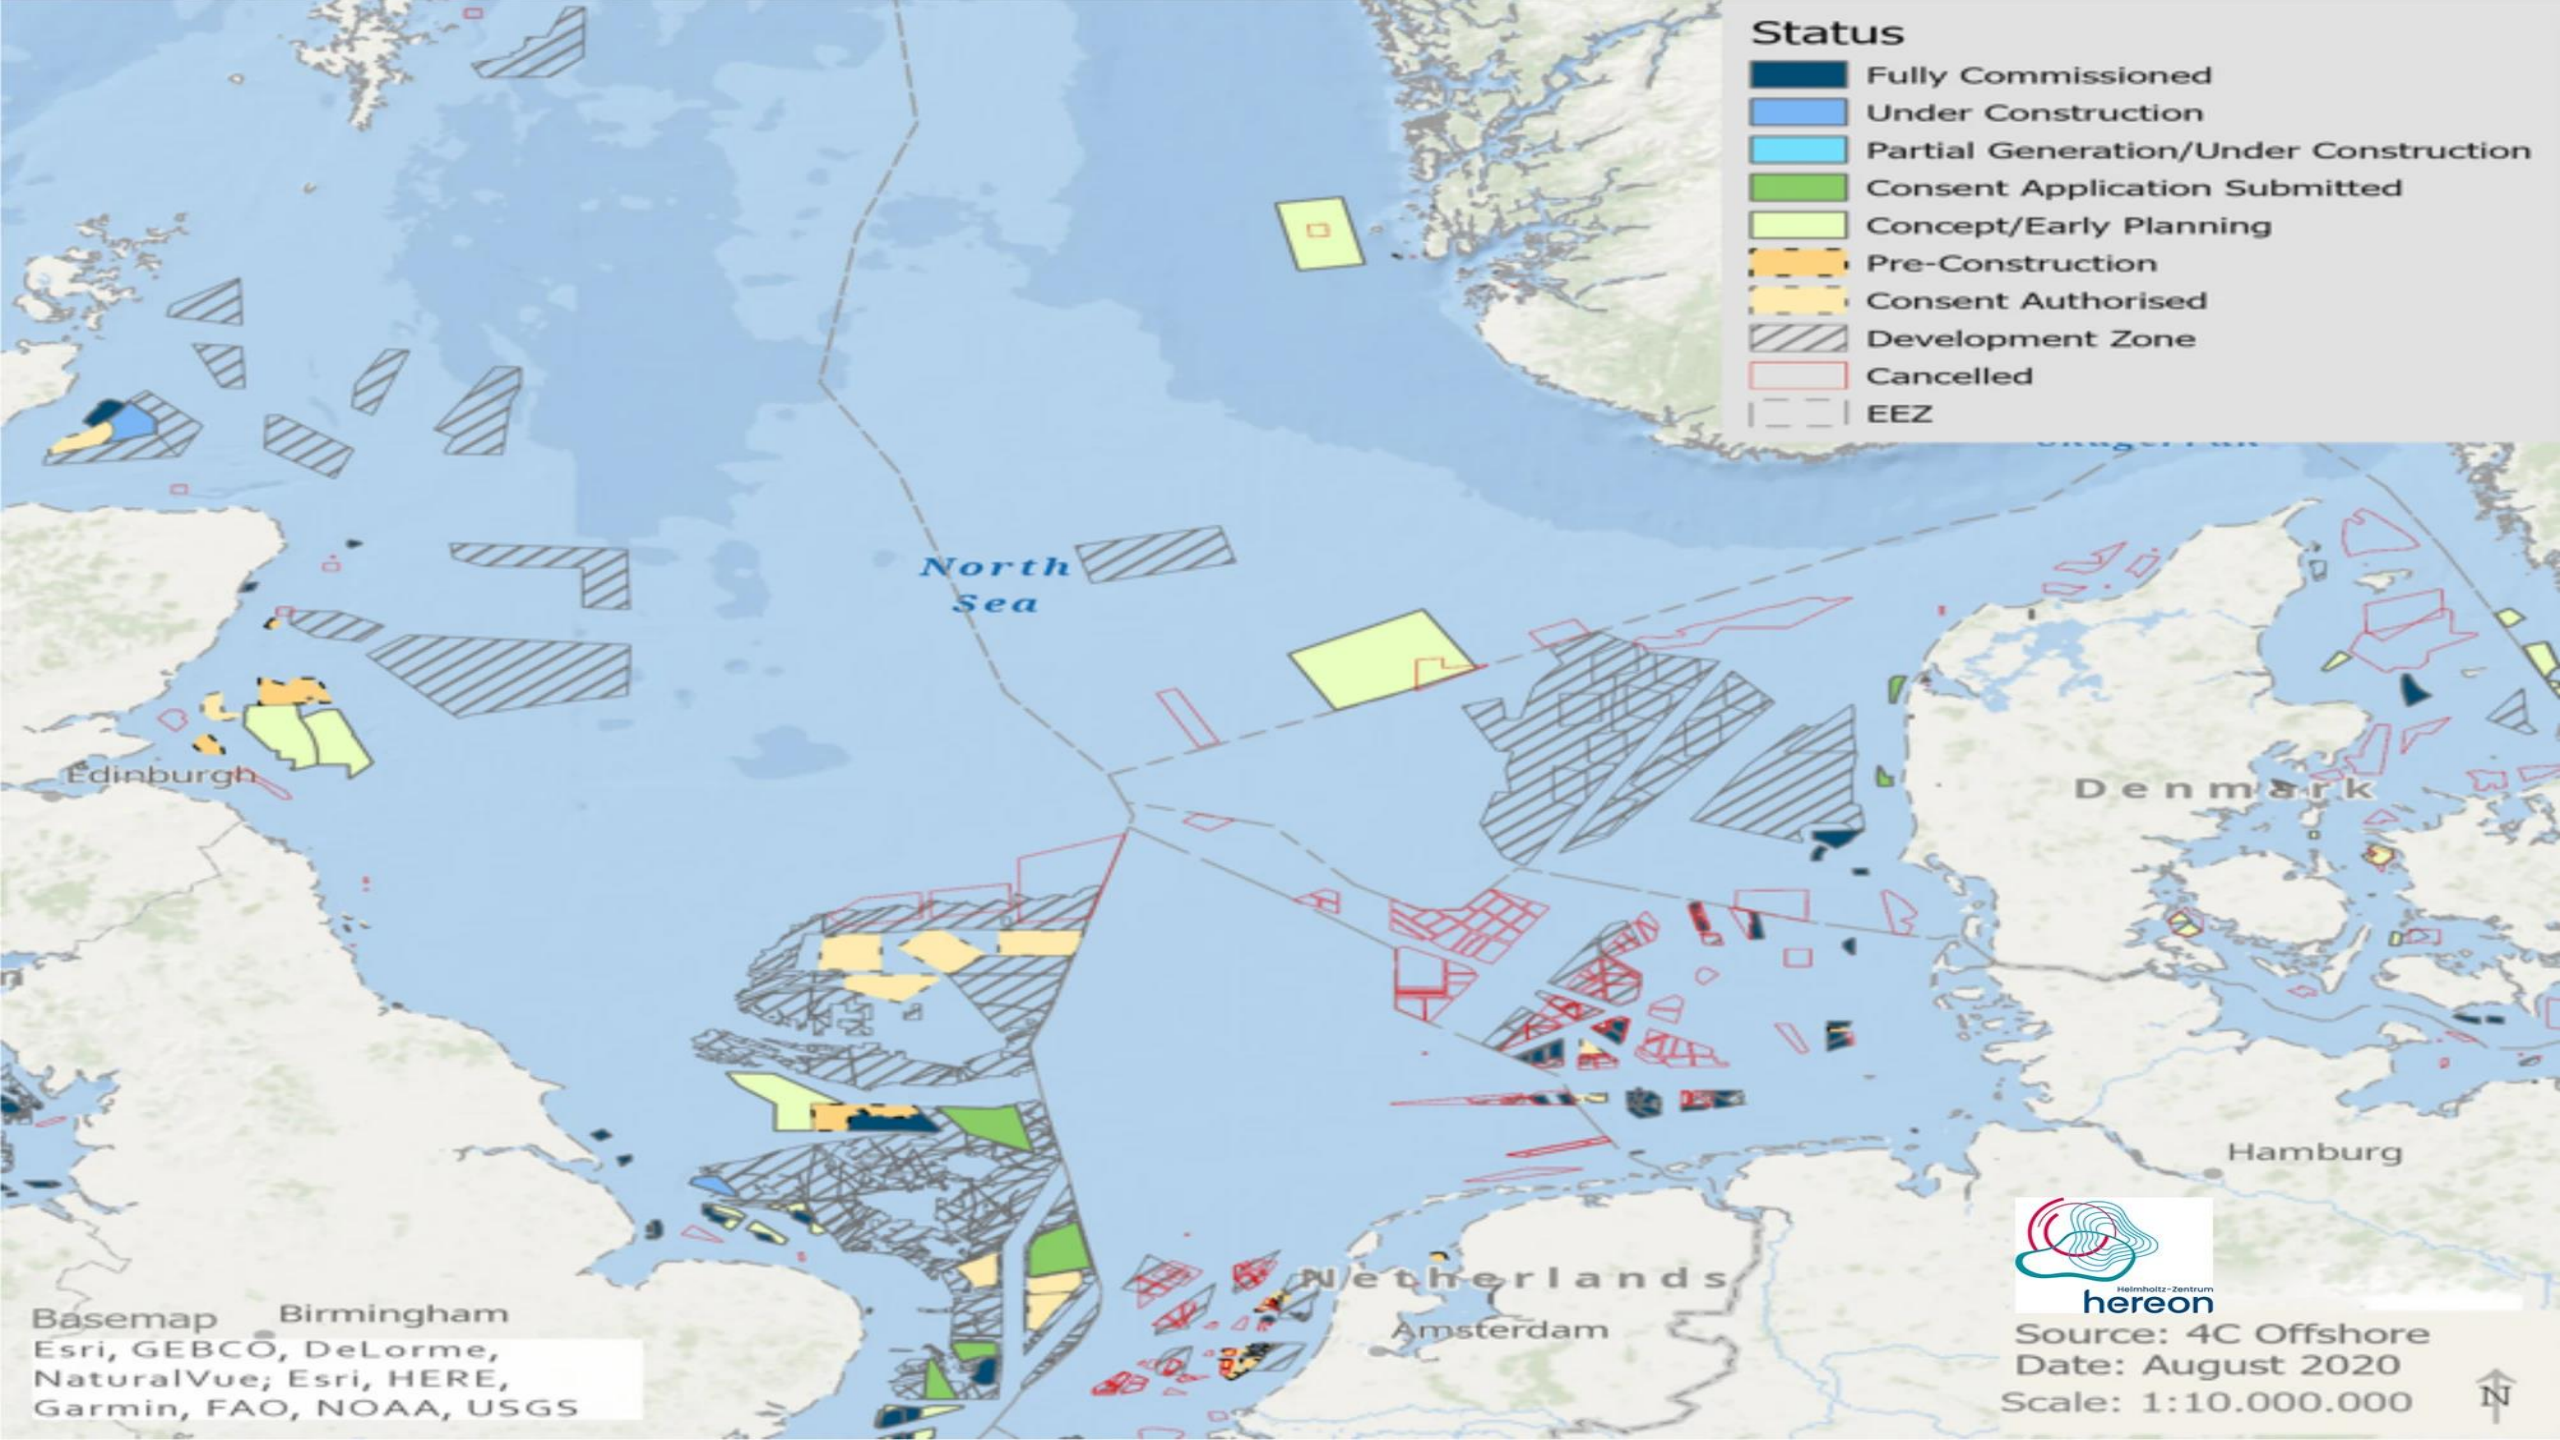 Status
Fully Commissioned
Under Construction
Partial Generation/Under Construction
Consent Application Submitted
Concept/Early Planning
Pre-Construction
Consent Authorised
Development Zone
Cancelled
EEZ
North
Sea
Edinburgh
Denmark
Hamburg
Netherlands
Amsterdam
Birmingham
Basemap
Esri, GEBCO, DeLorme,
NaturalVue; Esri, HERE,
Garmin, FAO, NOAA, USGS
Helmholtz-Zentrum
hereon
Source: 4C Offshore
Date: August 2020
Scale: 1:10.000.000
N